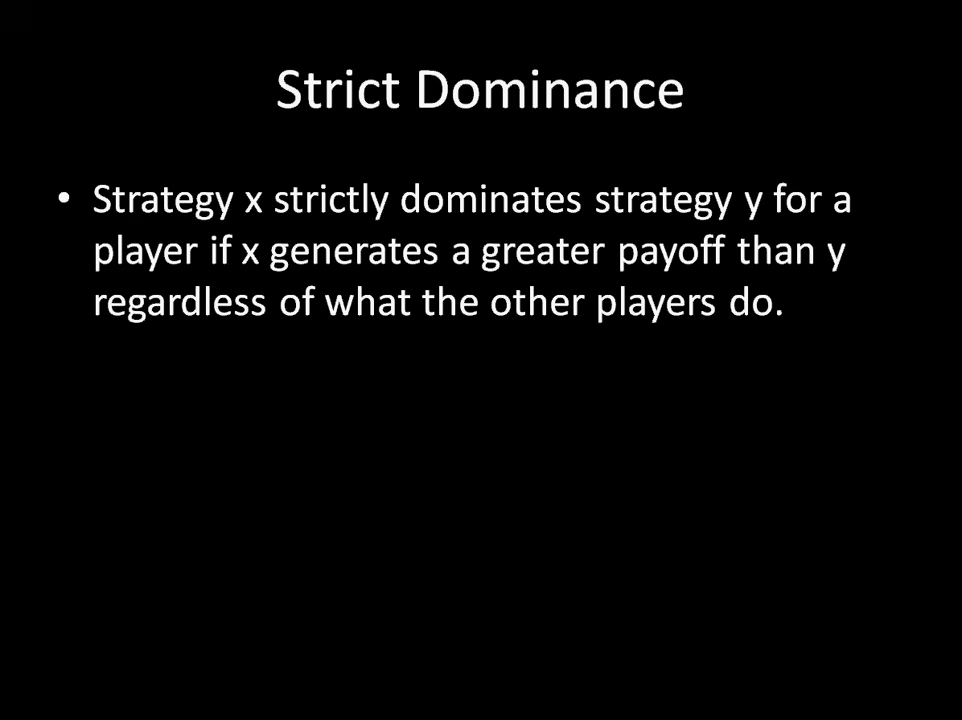 Strict Dominance
• Strategy x strictly dominates strategy y for a
player if x generates a greater payoff than y
regardless of what the other players do.